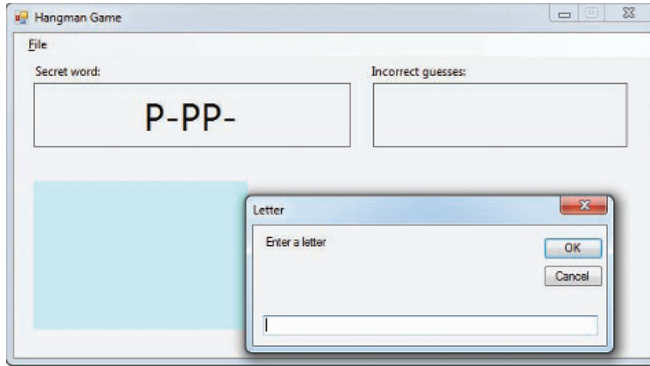 Hangman Game
File
Secret word:
Incorrect guesses:
P-PP-
Letter
Enter a letter
OK
Cancel